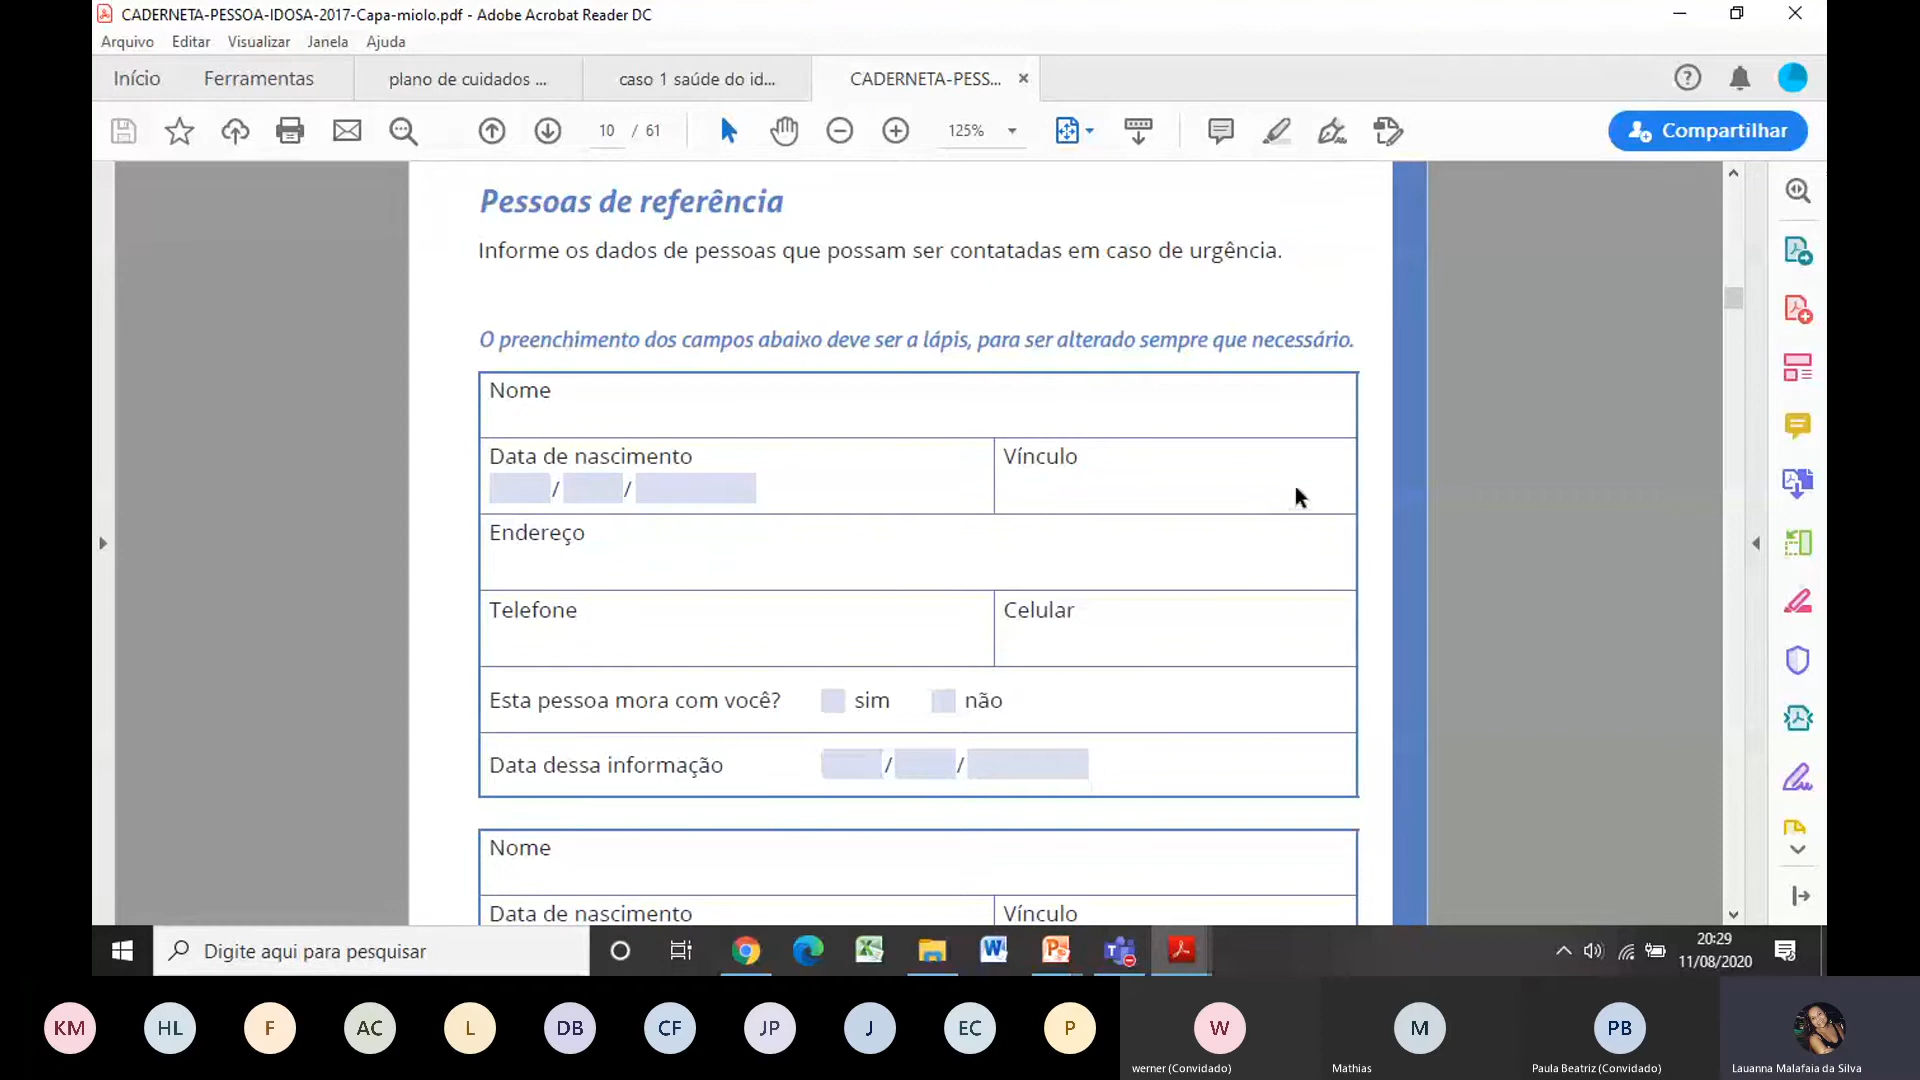 CADERNETA-PESSOA-IDOSA-2017-Capa-miolo.pdf - Adobe Acrobat Reader DC
Arquivo Editar Visualizar Janela Ajuda
Início Ferramentas plano de cuidados ... caso 1 saúde do id... CADERNETA-PESS... ×
10 / 61 125% Compartilhar
Pessoas de referência
Informe os dados de pessoas que possam ser contatadas em caso de urgência.
O preenchimento dos campos abaixo deve ser a lápis, para ser alterado sempre que necessário.
Nome
Data de nascimento Vínculo
/ /
Endereço
Telefone Celular
Esta pessoa mora com você? sim não
Data dessa informação / /
Nome
Data de nascimento Vínculo
Digite aqui para pesquisar
20:29
11/08/2020
KM HL F AC L DB CF JP J EC P W M PB
werner (Convidado) Mathias Paula Beatriz (Convidado) Lauanna Malafaia da Silva